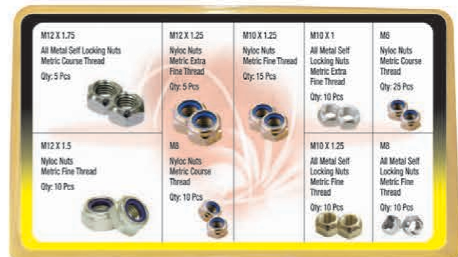 M12 X 1.75
All Metal Self Locking Nuts
Metric Course Thread
Qty: 5 Pcs
M12 X 1.25
Nyloc Nuts
Metric Extra
Fine Thread
Qty: 5 Pcs
M10 X 1.25
Nyloc Nuts
Metric Fine Thread
Qty: 15 Pcs
M10 X 1
All Metal Self
Locking Nuts
Metric Extra
Fine Thread
Qty: 10 Pcs
M6
Nyloc Nuts
Metric Course
Thread
Qty: 25 Pcs
M12 X 1.5
Nyloc Nuts
Metric Fine Thread
Qty: 10 Pcs
M8
Nyloc Nuts
Metric Course
Thread
Qty: 10 Pcs
M10 X 1.25
All Metal Self
Locking Nuts
Metric Fine
Thread
Qty: 10 Pcs
M8
All Metal Self
Locking Nuts
Metric Fine
Thread
Qty: 10 Pcs